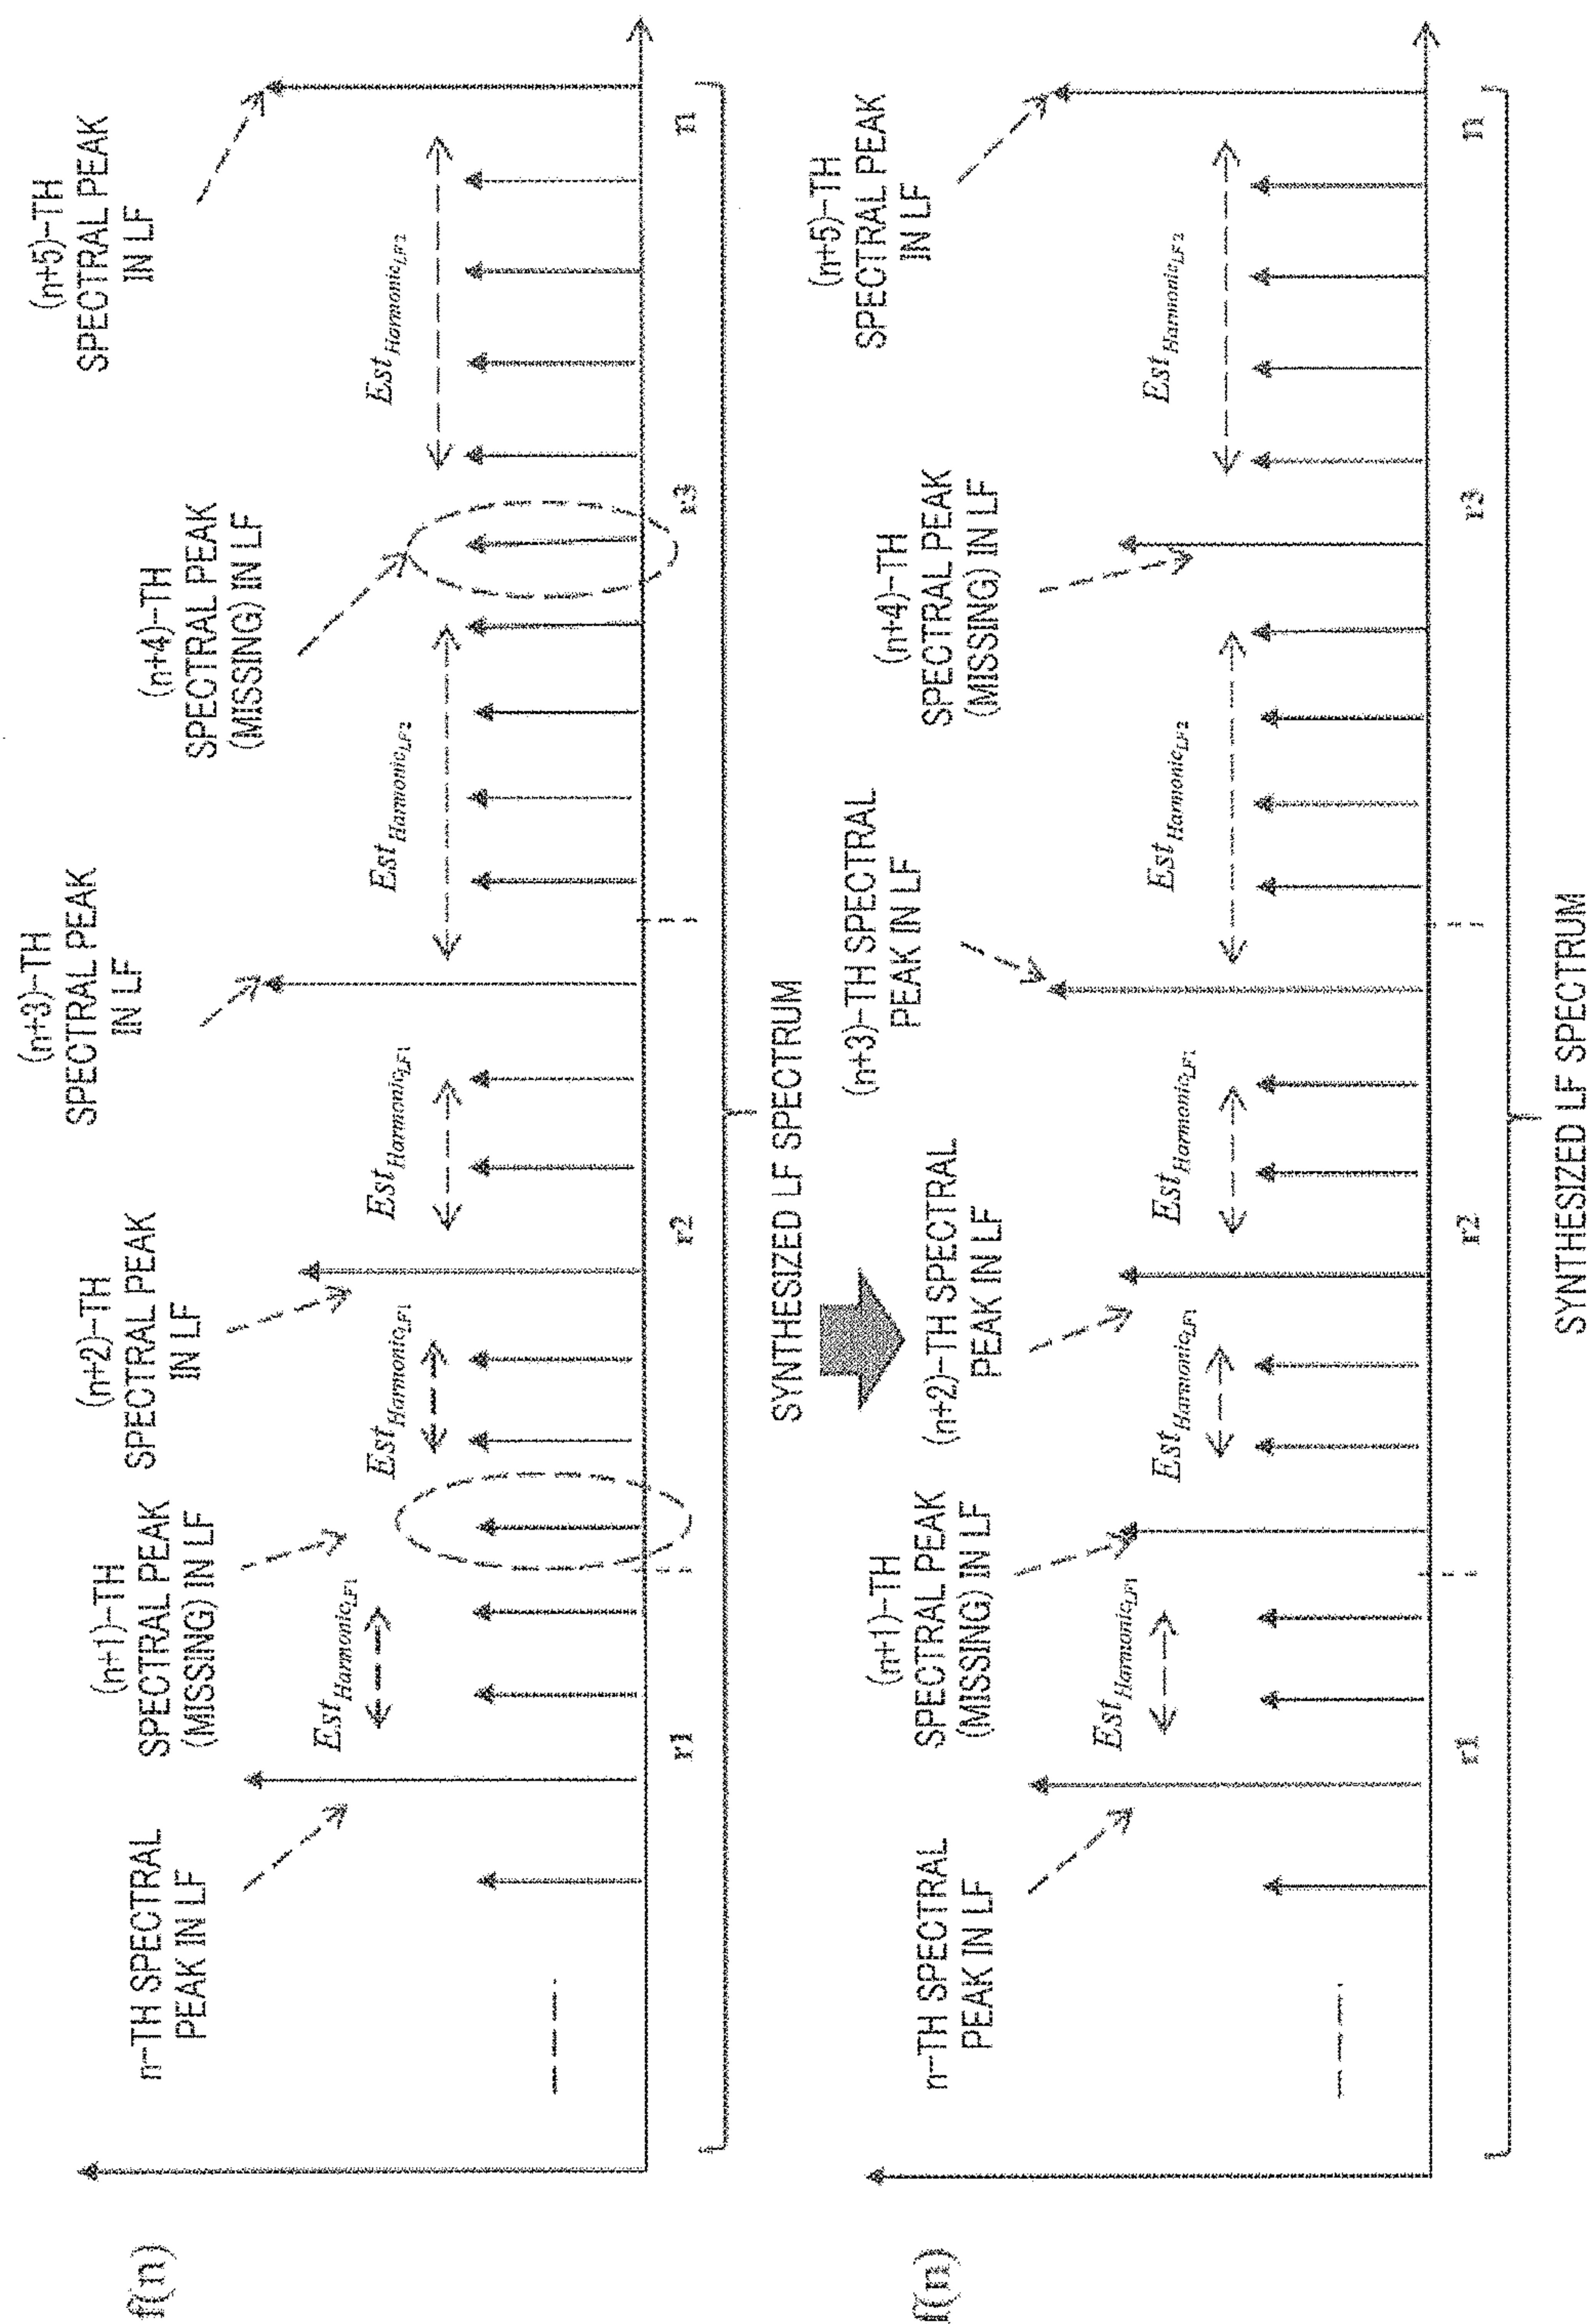 f(n)
n-TH SPECTRAL
PEAK IN LF
(n+1)-TH
SPECTRAL PEAK
(MISSING) IN LF
(n+2)-TH
SPECTRAL PEAK
IN LF
(n+3)-TH
SPECTRAL PEAK
IN LF
(n+4)-TH
SPECTRAL PEAK
(MISSING) IN LF
(n+5)-TH
SPECTRAL PEAK
IN LF
Est_Harmonic_LF1
Est_Harmonic_LF1
Est_Harmonic_LF1
Est_Harmonic_LF2
Est_Harmonic_LF2
r1
r2
r3
n
SYNTHESIZED LF SPECTRUM
f(n)
n-TH SPECTRAL
PEAK IN LF
(n+1)-TH
SPECTRAL PEAK
(MISSING) IN LF
(n+2)-TH SPECTRAL
PEAK IN LF
(n+3)-TH SPECTRAL
PEAK IN LF
(n+4)-TH
SPECTRAL PEAK
(MISSING) IN LF
(n+5)-TH
SPECTRAL PEAK
IN LF
Est_Harmonic_LF1
Est_Harmonic_LF1
Est_Harmonic_LF1
Est_Harmonic_LF2
Est_Harmonic_LF2
r1
r2
r3
n
SYNTHESIZED LF SPECTRUM